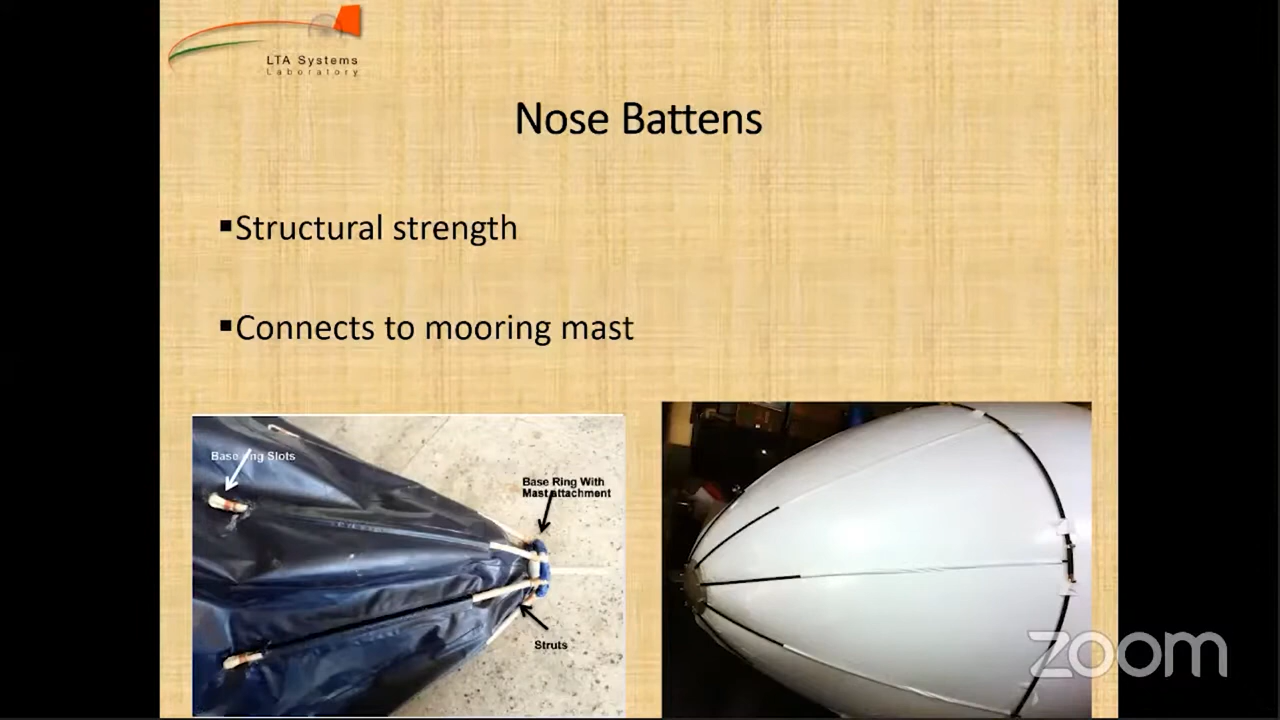 LTA Systems
Laboratory
Nose Battens
▪Structural strength
▪Connects to mooring mast
Base ring Slots
Base Ring With
Mast attachment
Struts
zoom